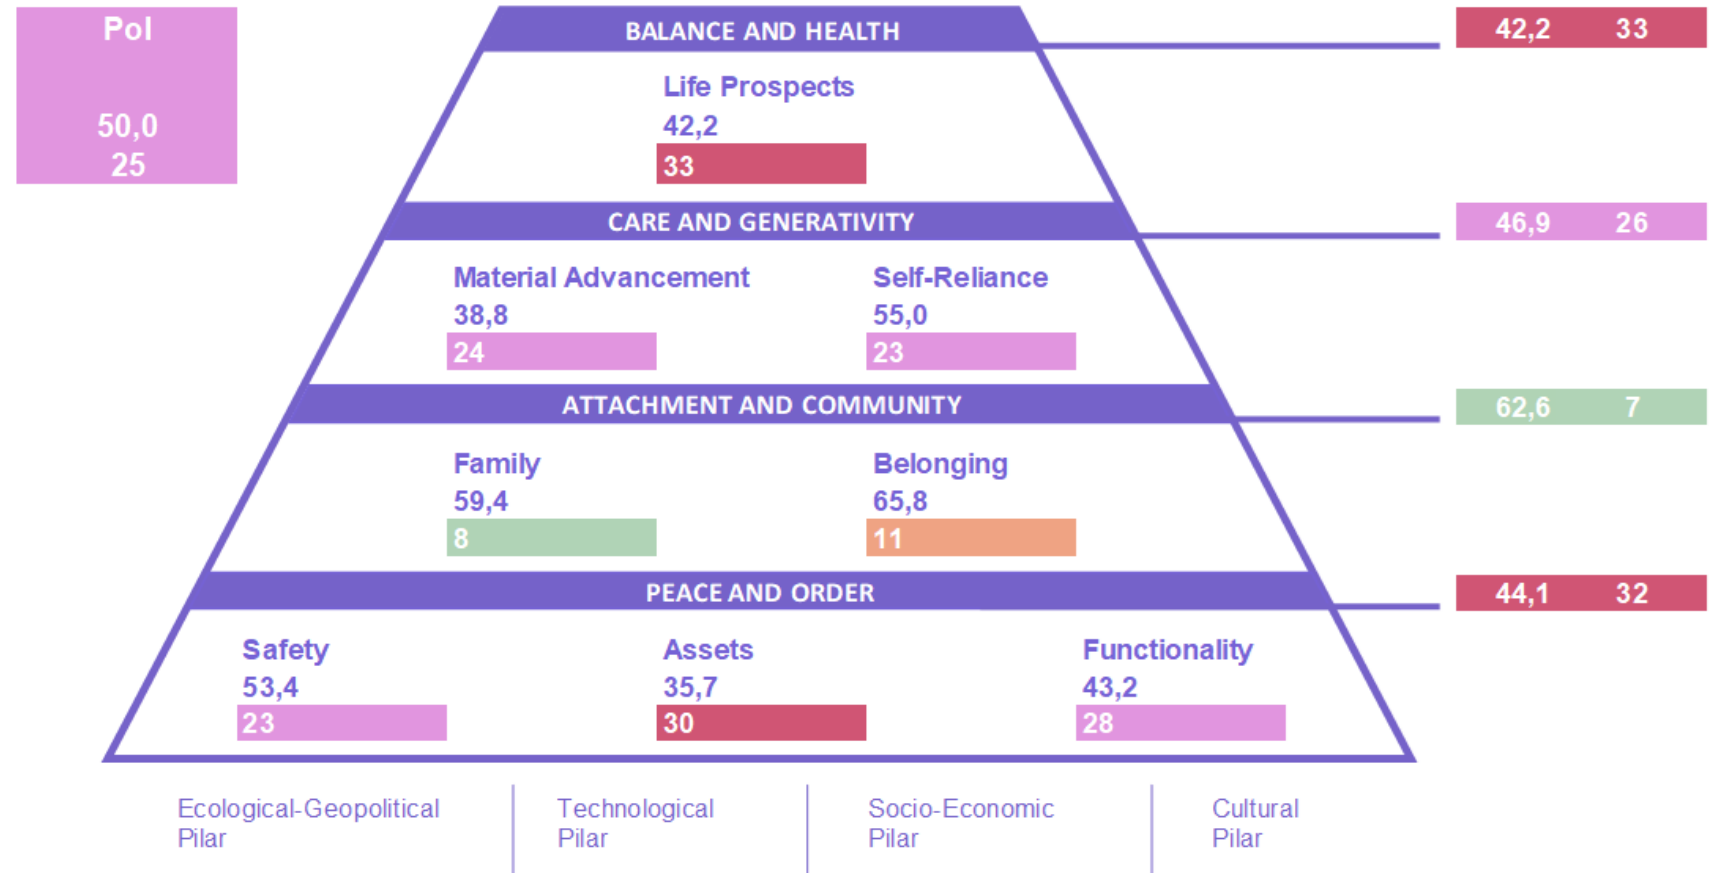 Pol
50,0
25
BALANCE AND HEALTH
42,2 33
Life Prospects
42,2
33
CARE AND GENERATIVITY
46,9 26
Material Advancement
38,8
24
Self-Reliance
55,0
23
ATTACHMENT AND COMMUNITY
62,6 7
Family
59,4
8
Belonging
65,8
11
PEACE AND ORDER
44,1 32
Safety
53,4
23
Assets
35,7
30
Functionality
43,2
28
Ecological-Geopolitical
Pilar
Technological
Pilar
Socio-Economic
Pilar
Cultural
Pilar